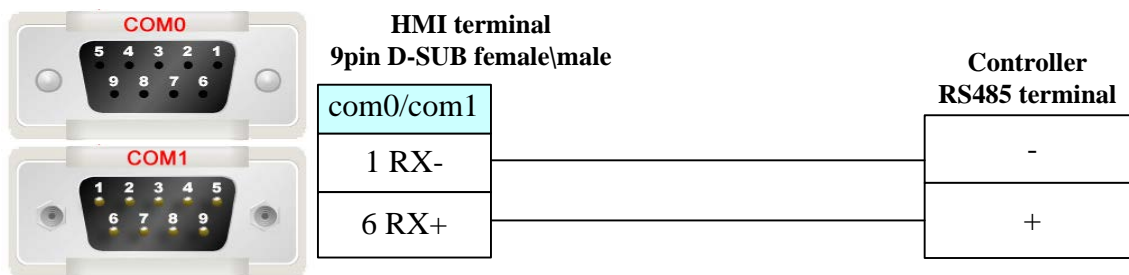 COM0
5 4 3 2 1
9 8 7 6
COM1
1 2 3 4 5
6 7 8 9
HMI terminal
9pin D-SUB female\male
com0/com1
1 RX-
6 RX+
Controller
RS485 terminal
-
+